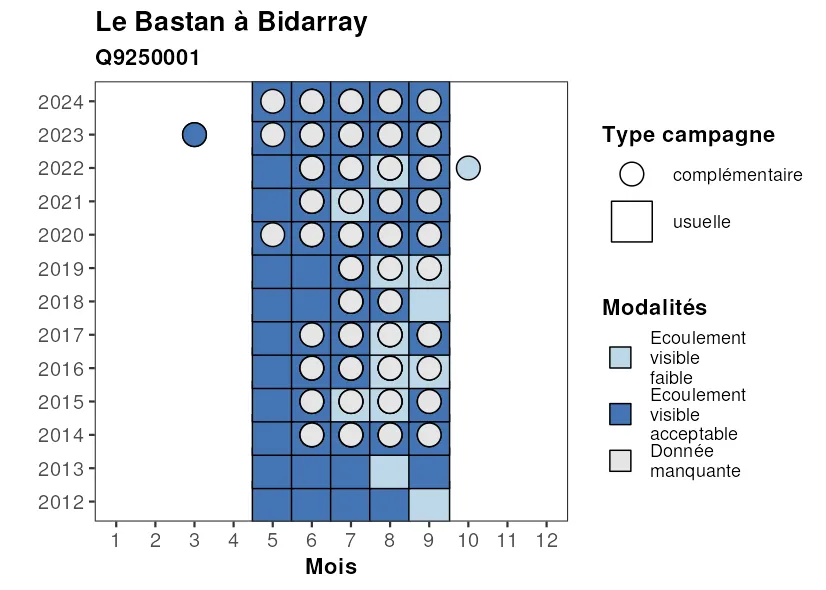 Le Bastan à Bidarray
Q9250001
2024
2023
2022
2021
2020
2019
2018
2017
2016
2015
2014
2013
2012
1 2 3 4 5 6 7 8 9 10 11 12
Mois
Type campagne
complémentaire
usuelle
Modalités
Ecoulement
visible
faible
Ecoulement
visible
acceptable
Donnée
manquante